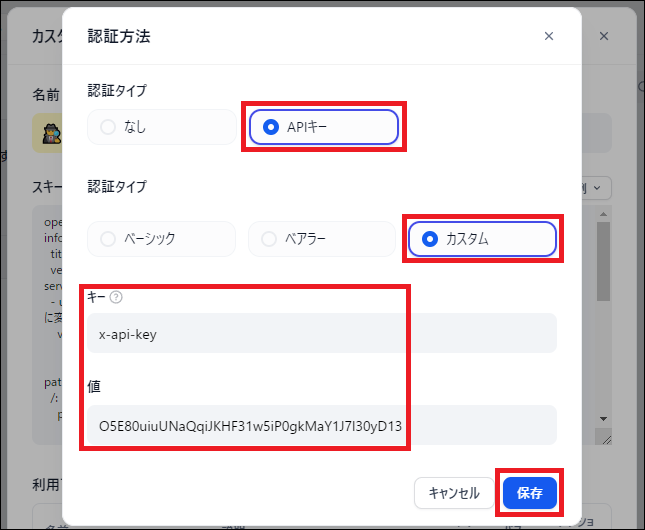 カスタ
認証方法
名前
認証タイプ
なし
APIキー
スキー
認証タイプ
ope
info
tit
ve
serv
- u
に変
v
pat
/:
p
ベーシック
ベアラー
カスタム
キー
x-api-key
値
O5E80uiuUNaQqiJKHF31w5iP0gkMaY1J7I30yD13
キャンセル
保存
利用